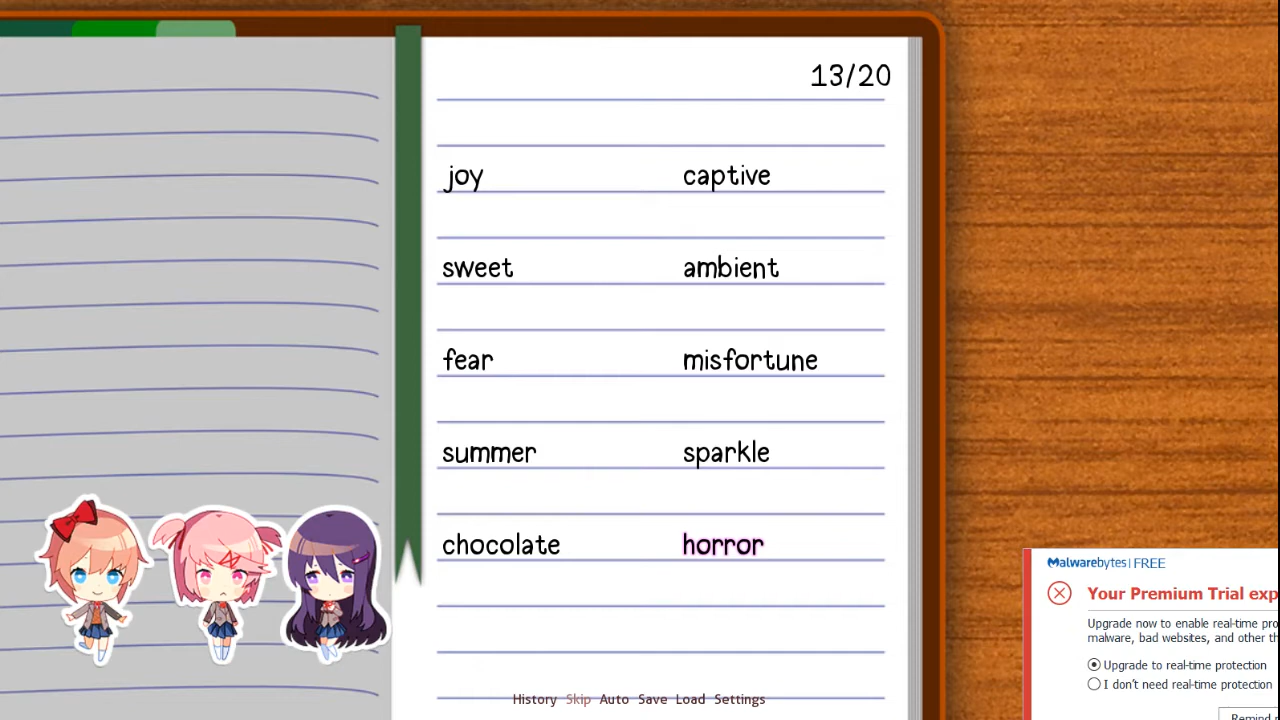 13/20
joy captive
sweet ambient
fear misfortune
summer sparkle
chocolate horror
History Skip Auto Save Load Settings
Malwarebytes | FREE
Your Premium Trial exp
Upgrade now to enable real-time pro
malware, bad websites, and other th
Upgrade to real-time protection
I don't need real-time protection
Remind